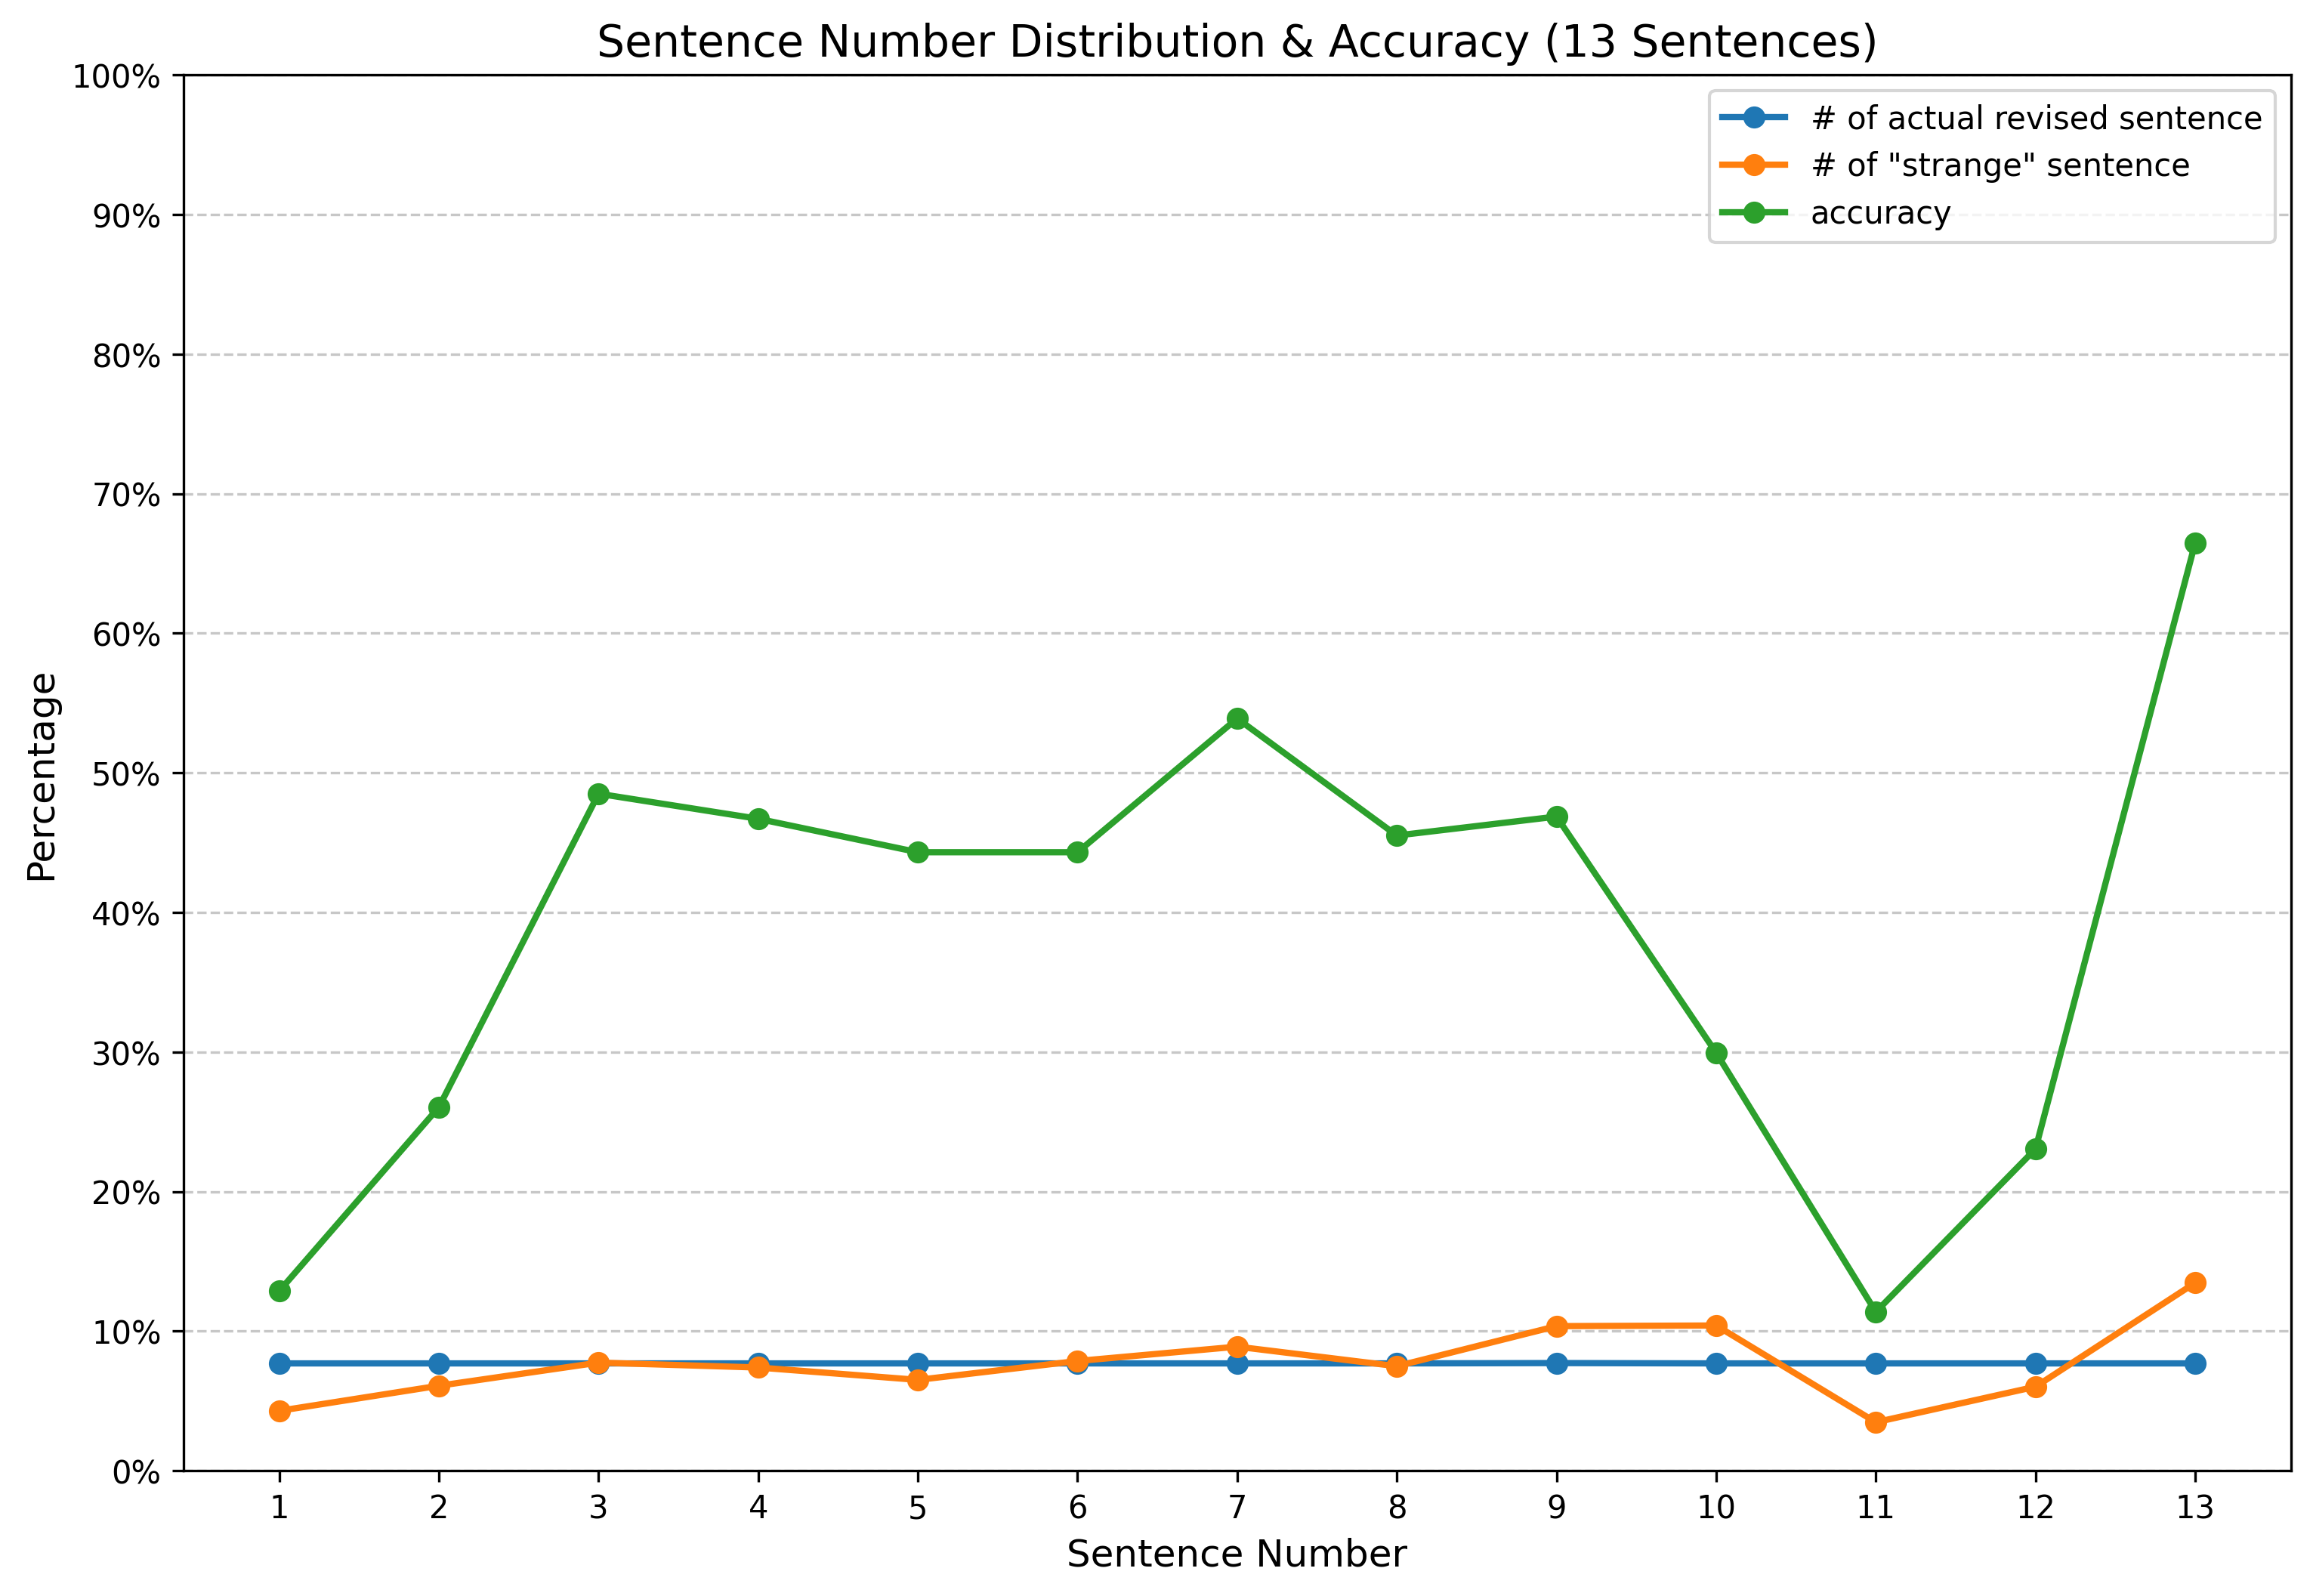 Sentence Number Distribution & Accuracy (13 Sentences)
100%
90%
80%
70%
60%
50%
40%
30%
20%
10%
0%
Percentage
# of actual revised sentence
# of "strange" sentence
accuracy
1 2 3 4 5 6 7 8 9 10 11 12 13
Sentence Number